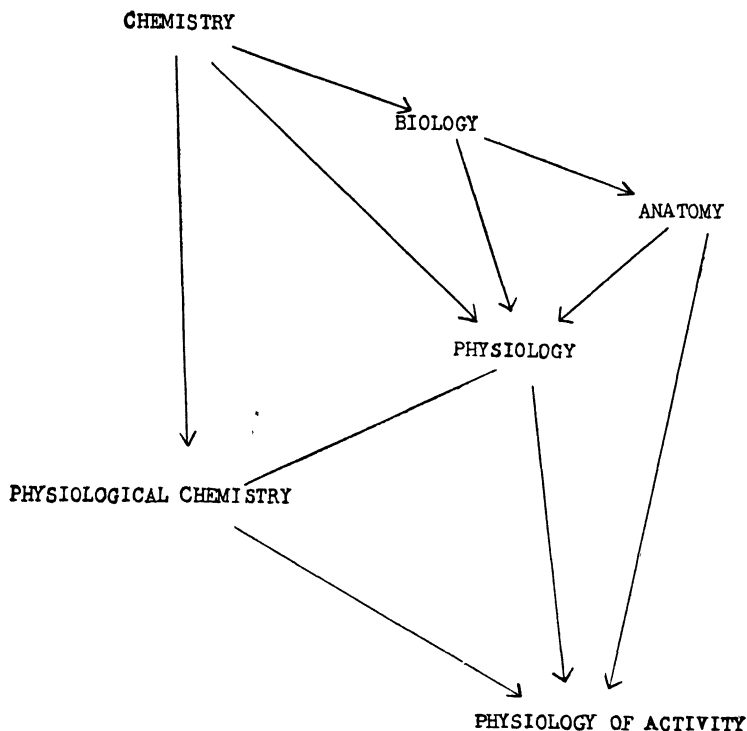 CHEMISTRY
BIOLOGY
ANATOMY
PHYSIOLOGY
PHYSIOLOGICAL CHEMISTRY
PHYSIOLOGY OF ACTIVITY